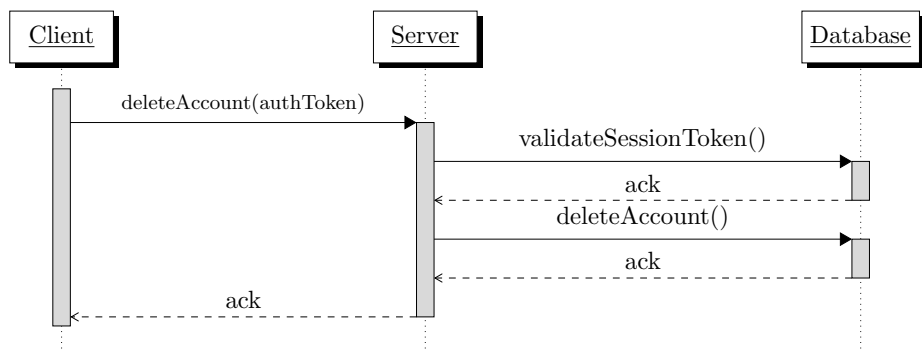 Client
Server
Database
deleteAccount(authToken)
validateSessionToken()
ack
deleteAccount()
ack
ack